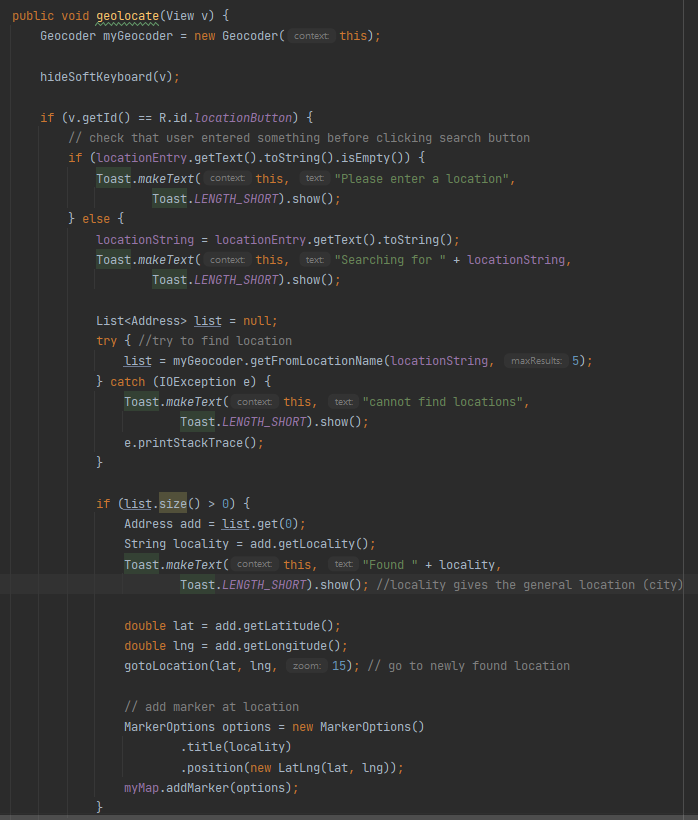 public void geolocate(View v) {
    Geocoder myGeocoder = new Geocoder( context: this);

    hideSoftKeyboard(v);

    if (v.getId() == R.id.locationButton) {
        // check that user entered something before clicking search button
        if (locationEntry.getText().toString().isEmpty()) {
            Toast.makeText( context: this, text: "Please enter a location",
                    Toast.LENGTH_SHORT).show();
        } else {
            locationString = locationEntry.getText().toString();
            Toast.makeText( context: this, text: "Searching for " + locationString,
                    Toast.LENGTH_SHORT).show();

            List<Address> list = null;
            try { //try to find location
                list = myGeocoder.getFromLocationName(locationString, maxResults: 5);
            } catch (IOException e) {
                Toast.makeText( context: this, text: "cannot find locations",
                        Toast.LENGTH_SHORT).show();
                e.printStackTrace();
            }

            if (list.size() > 0) {
                Address add = list.get(0);
                String locality = add.getLocality();
                Toast.makeText( context: this, text: "Found " + locality,
                        Toast.LENGTH_SHORT).show(); //locality gives the general location (city)

                double lat = add.getLatitude();
                double lng = add.getLongitude();
                gotoLocation(lat, lng, zoom: 15); // go to newly found location

                // add marker at location
                MarkerOptions options = new MarkerOptions()
                        .title(locality)
                        .position(new LatLng(lat, lng));
                myMap.addMarker(options);
            }